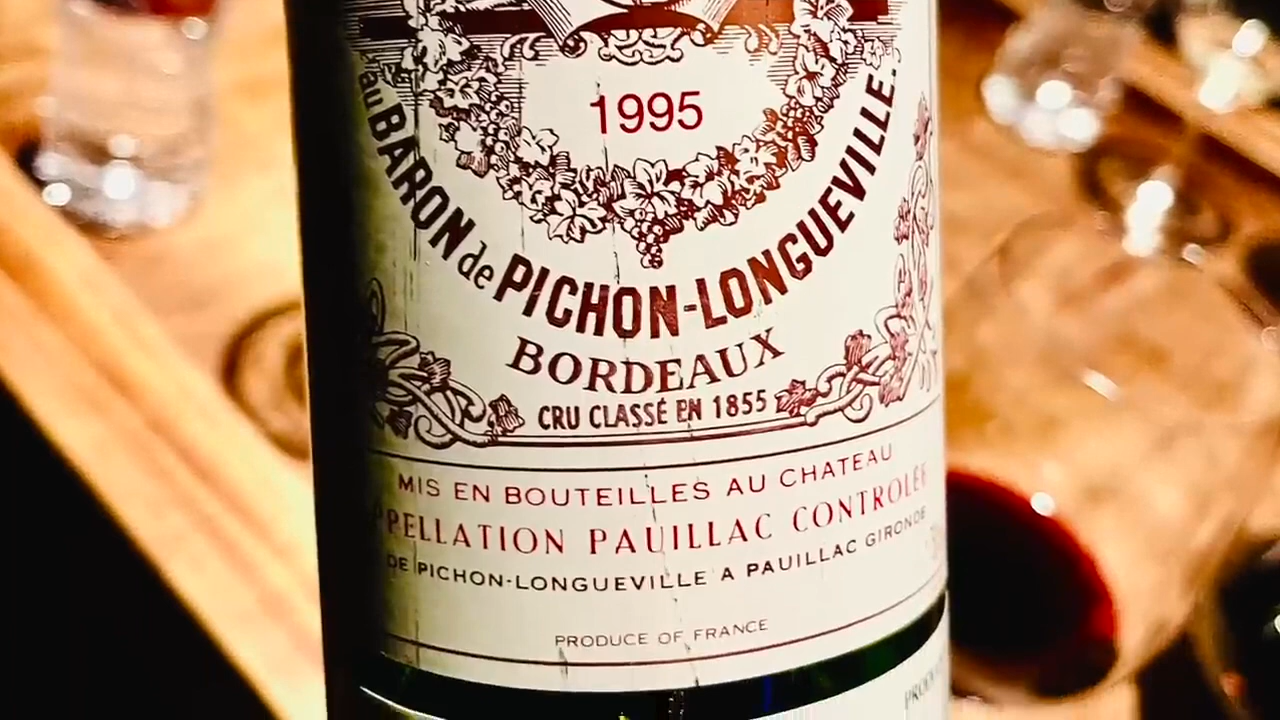 1995
au BARON de PICHON-LONGUEVILLE.
BORDEAUX
CRU CLASSÉ EN 1855
MIS EN BOUTEILLES AU CHATEAU
PPELLATION PAUILLAC CONTROLÉE
DE PICHON-LONGUEVILLE A PAUILLAC GIRONDE
PRODUCE OF FRANCE